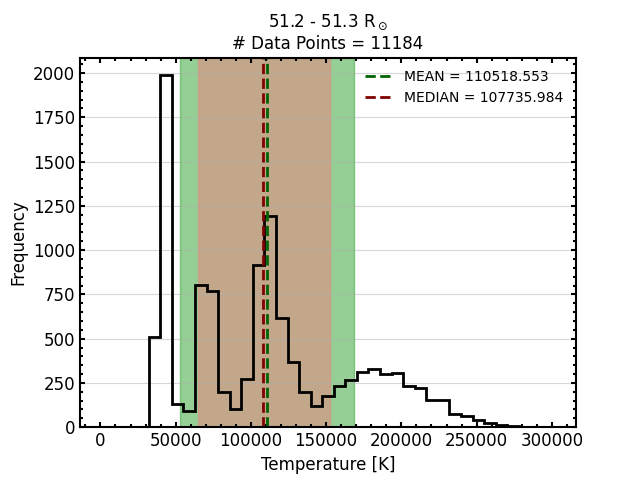 51.2 - 51.3 R⊙
# Data Points = 11184
MEAN = 110518.553
MEDIAN = 107735.984
Frequency
2000
1750
1500
1250
1000
750
500
250
0
0 50000 100000 150000 200000 250000 300000
Temperature [K]